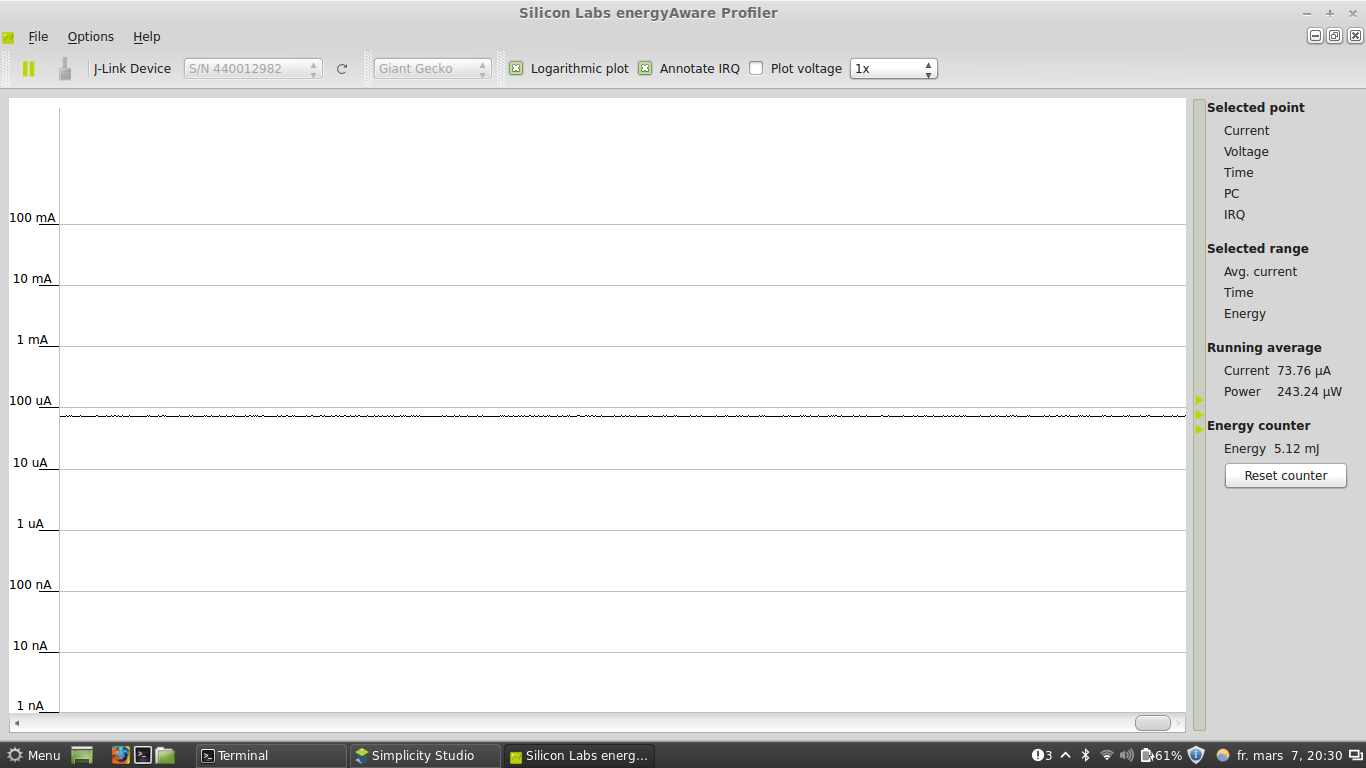 Silicon Labs energyAware Profiler
File Options Help
J-Link Device S/N 440012982 Giant Gecko Logarithmic plot Annotate IRQ Plot voltage 1x
100 mA
10 mA
1 mA
100 uA
10 uA
1 uA
100 nA
10 nA
1 nA
Selected point
Current
Voltage
Time
PC
IRQ
Selected range
Avg. current
Time
Energy
Running average
Current 73.76 µA
Power 243.24 µW
Energy counter
Energy 5.12 mJ
Reset counter
Menu Terminal Simplicity Studio Silicon Labs energ... 3 61% fr. mars 7, 20:30